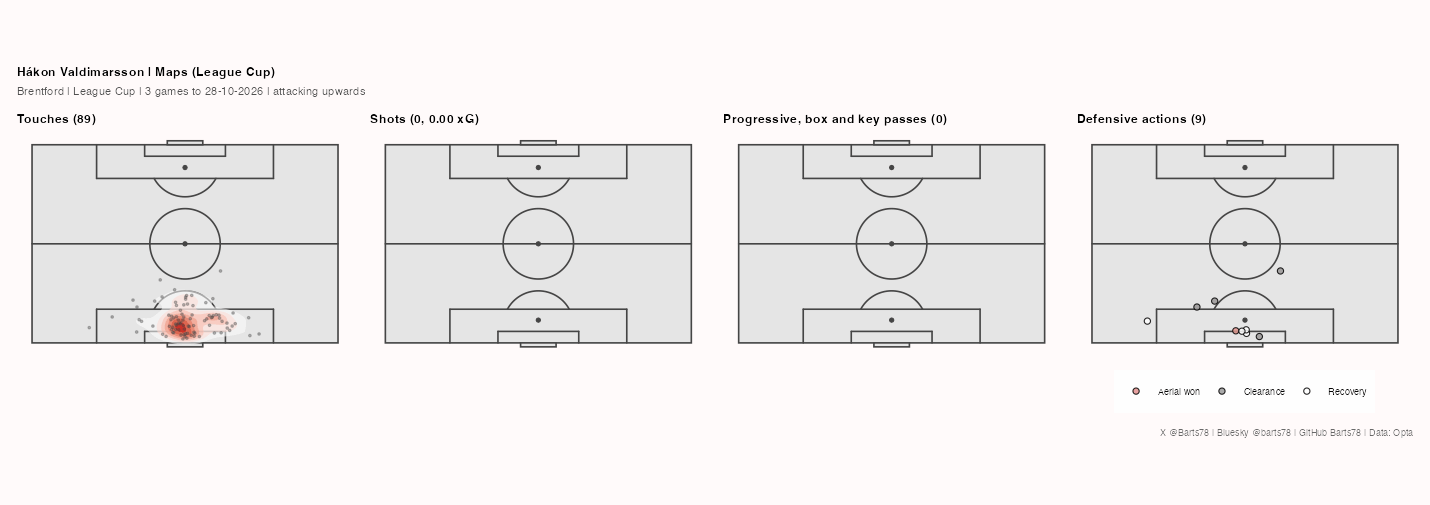 Hákon Valdimarsson | Maps (League Cup)
Brentford | League Cup | 3 games to 28-10-2026 | attacking upwards
Touches (89)
Shots (0, 0.00 xG)
Progressive, box and key passes (0)
Defensive actions (9)
Aerial won
Clearance
Recovery
X @Barts78 | Bluesky @barts78 | GitHub Barts78 | Data: Opta